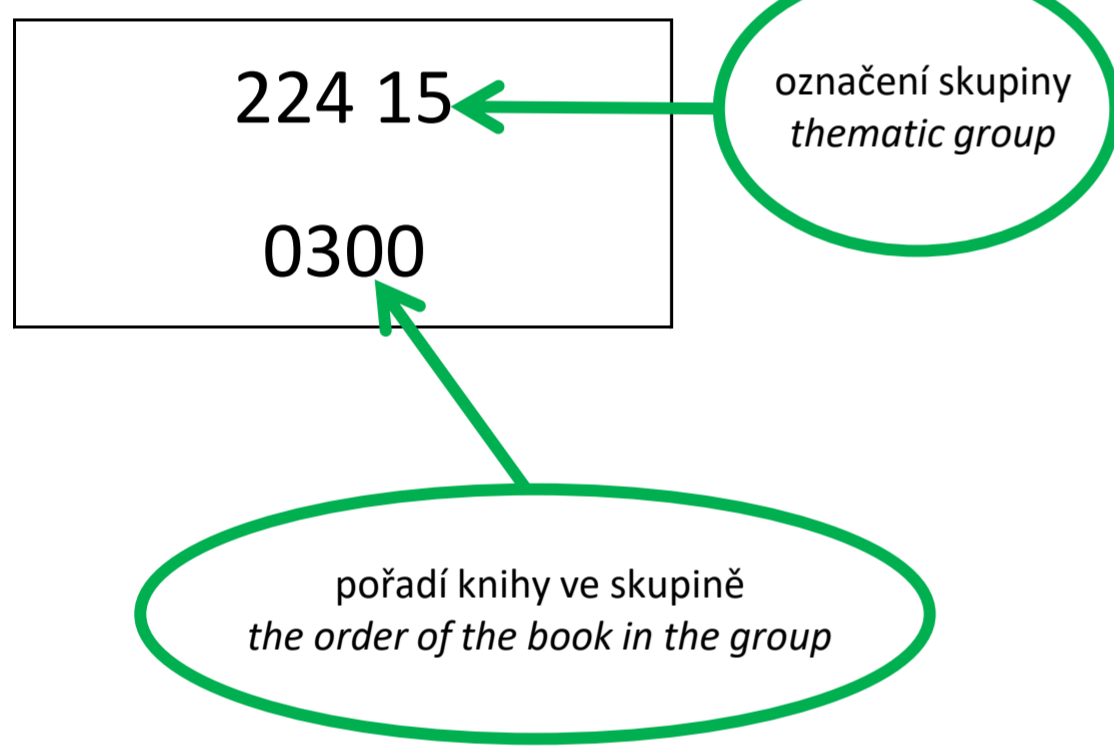 224 15
označení skupiny
thematic group
0300
pořadí knihy ve skupině
the order of the book in the group